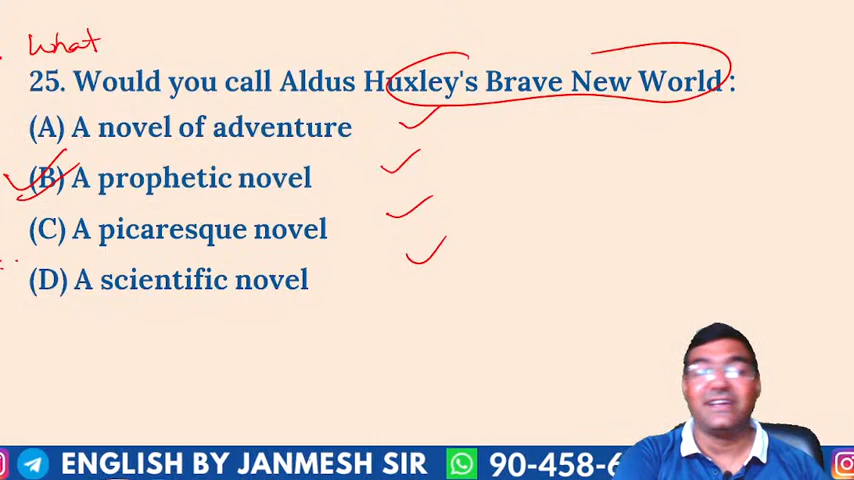 What
25. Would you call Aldus Huxley's Brave New World :
(A) A novel of adventure
(B) A prophetic novel
(C) A picaresque novel
(D) A scientific novel
ENGLISH BY JANMESH SIR 90-458-6